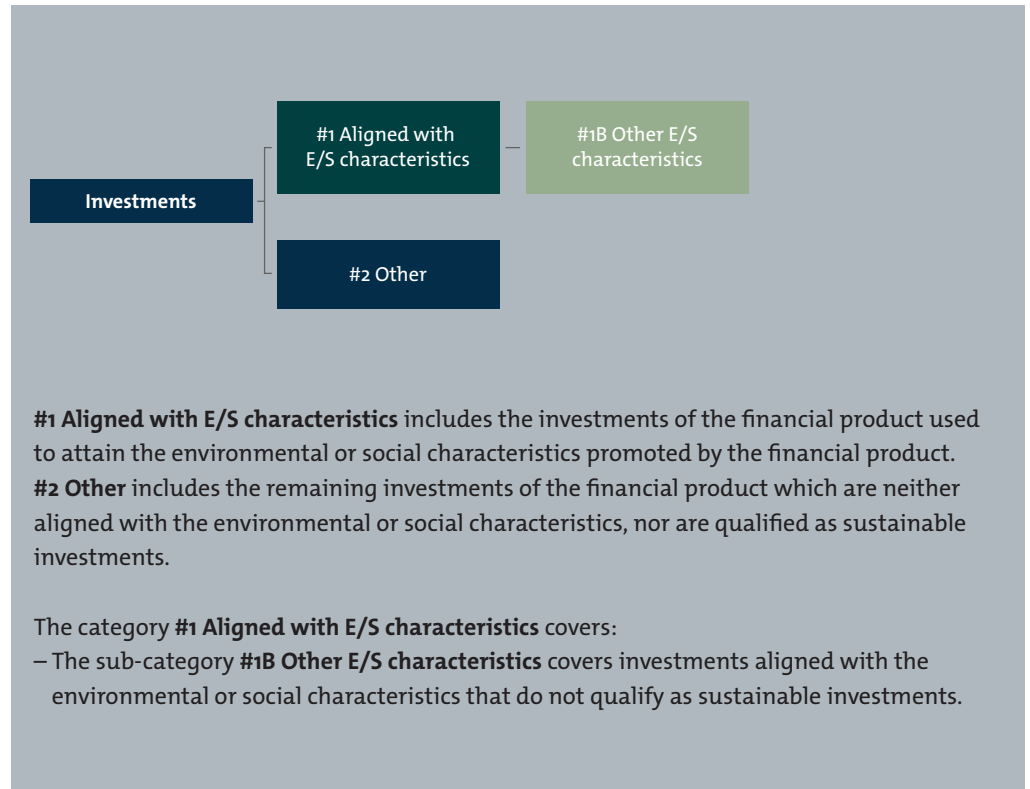 #1 Aligned with
E/S characteristics
#1B Other E/S
characteristics
Investments
#2 Other
#1 Aligned with E/S characteristics includes the investments of the financial product used
to attain the environmental or social characteristics promoted by the financial product.
#2 Other includes the remaining investments of the financial product which are neither
aligned with the environmental or social characteristics, nor are qualified as sustainable
investments.
The category #1 Aligned with E/S characteristics covers:
– The sub-category #1B Other E/S characteristics covers investments aligned with the
environmental or social characteristics that do not qualify as sustainable investments.